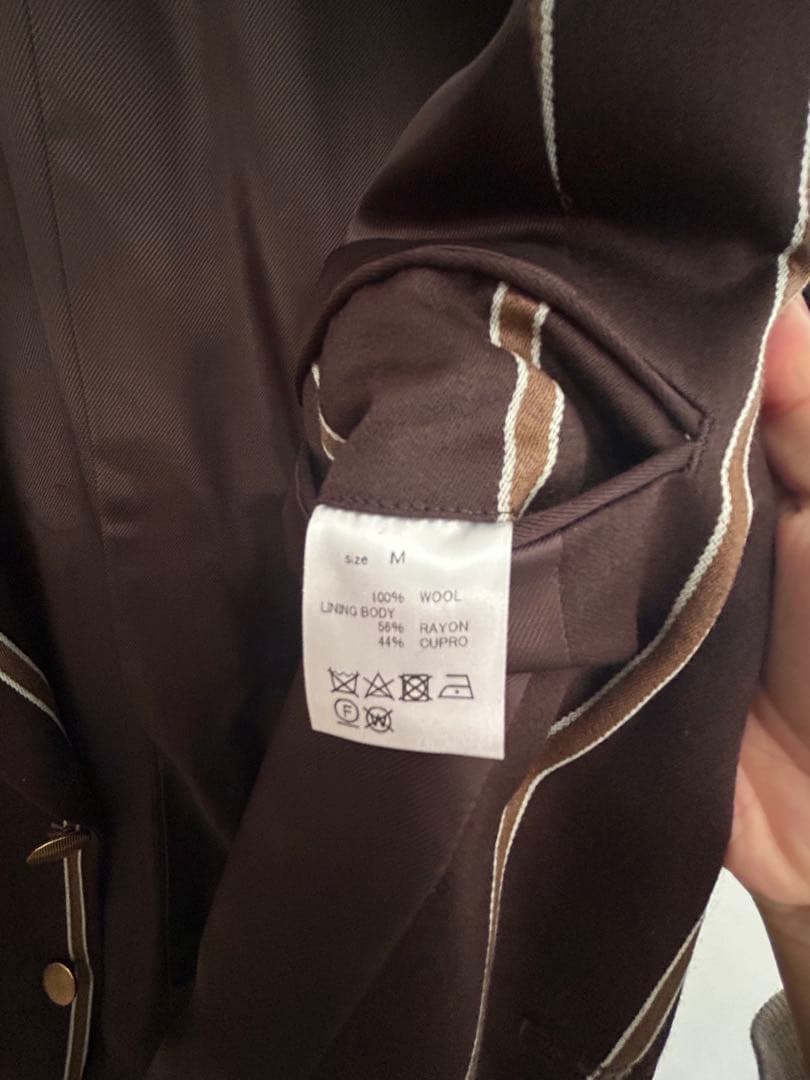 size M
100% WOOL
LINING BODY
56% RAYON
44% CUPRO
F W